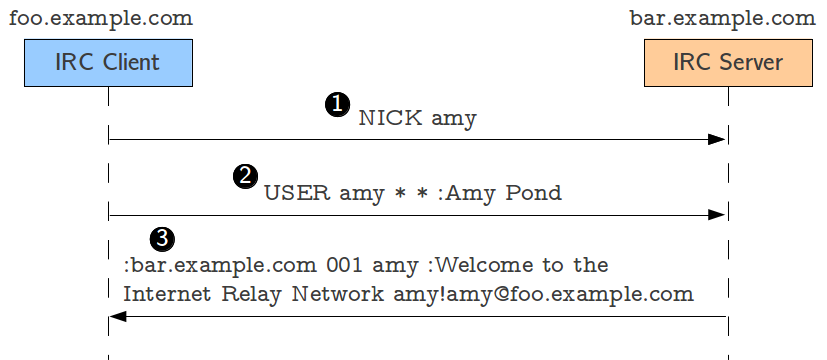 foo.example.com
bar.example.com
IRC Client
IRC Server
1
NICK amy
2
USER amy * * :Amy Pond
3
:bar.example.com 001 amy :Welcome to the
Internet Relay Network amy!amy@foo.example.com